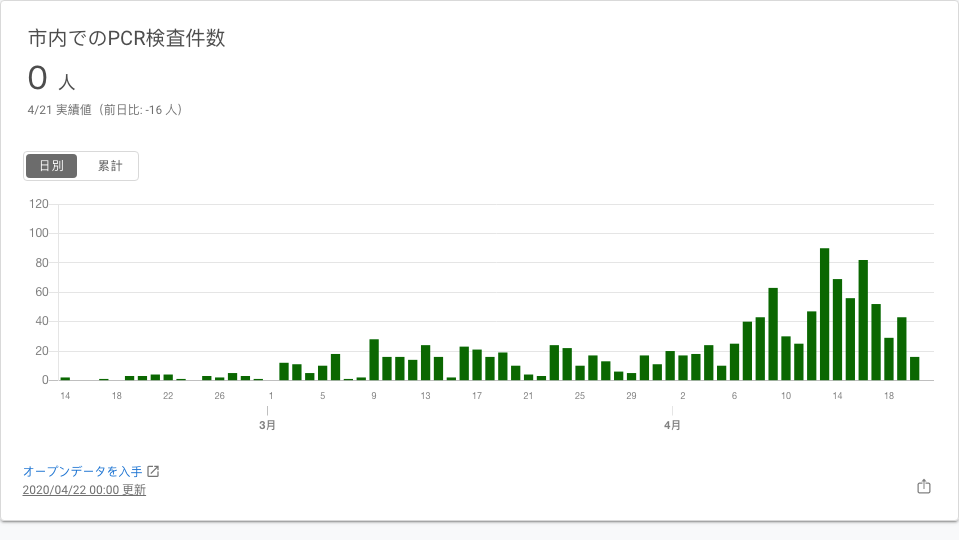 市内でのPCR検査件数
0 人
4/21 実績値（前日比: -16 人）
日別 累計
120
100
80
60
40
20
0
14 18 22 26 1 5 9 13 17 21 25 29 2 6 10 14 18
3月 4月
オープンデータを入手
2020/04/22 00:00 更新